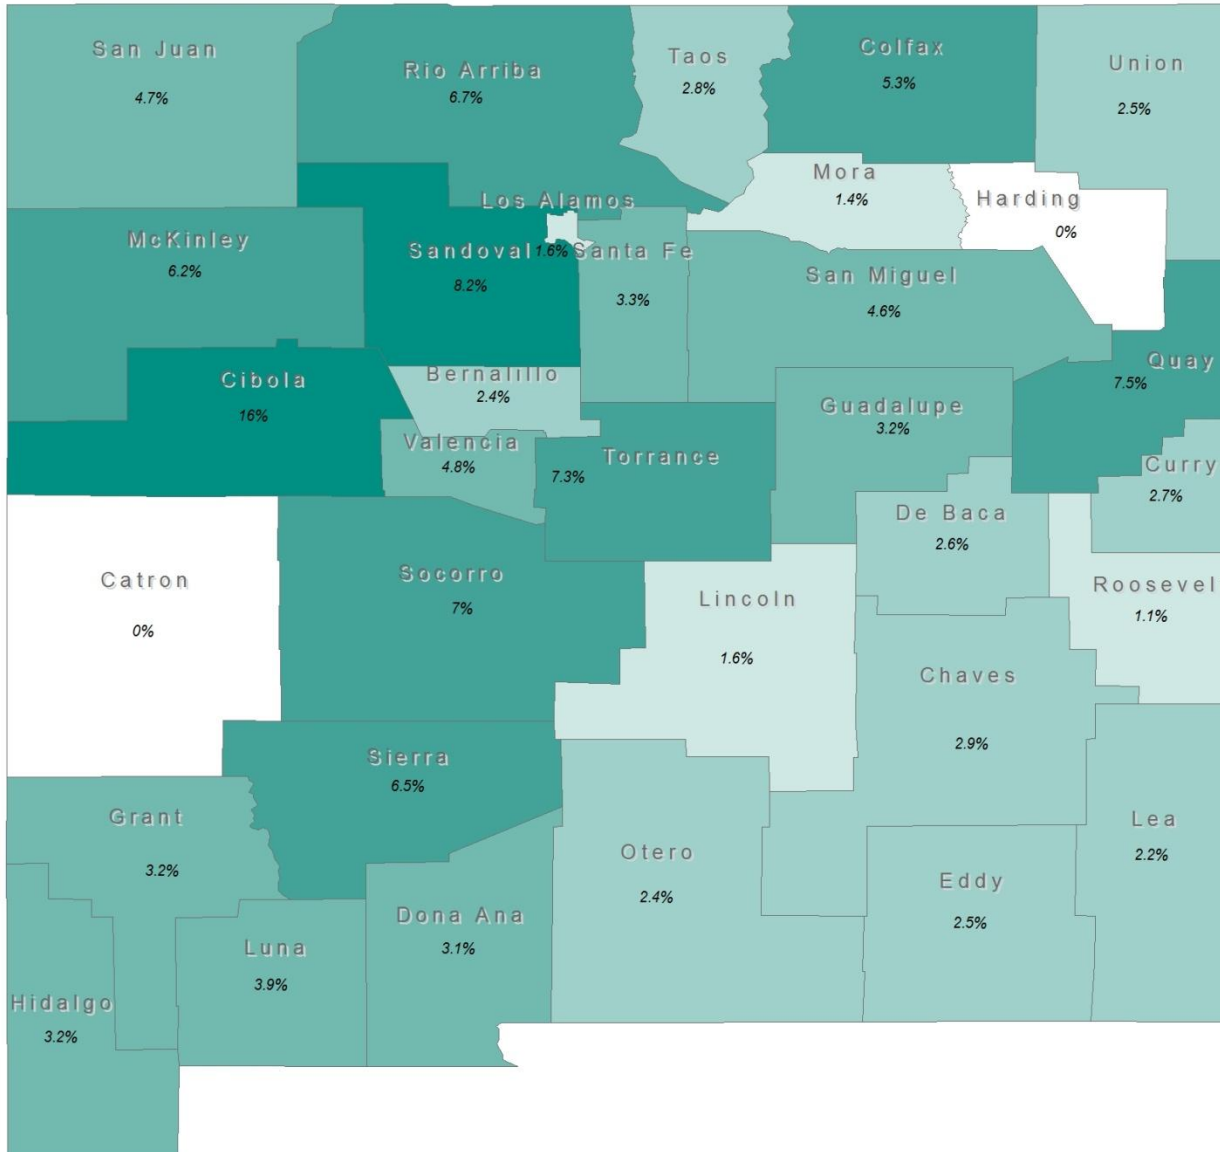 San Juan
4.7%
Rio Arriba
6.7%
Taos
2.8%
Colfax
5.3%
Union
2.5%
Mora
1.4%
Harding
0%
Los Alamos
1.6%
McKinley
6.2%
Sandoval
8.2%
Santa Fe
3.3%
San Miguel
4.6%
Quay
7.5%
Cibola
16%
Bernalillo
2.4%
Guadalupe
3.2%
Valencia
4.8%
Torrance
7.3%
Curry
2.7%
De Baca
2.6%
Catron
0%
Socorro
7%
Lincoln
1.6%
Roosevel
1.1%
Chaves
2.9%
Sierra
6.5%
Grant
3.2%
Otero
2.4%
Lea
2.2%
Eddy
2.5%
Dona Ana
3.1%
Luna
3.9%
Hidalgo
3.2%